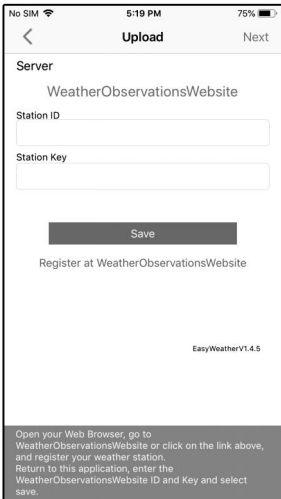 No SIM 5:19 PM 75%
Upload Next
Server
WeatherObservationsWebsite
Station ID
Station Key
Save
Register at WeatherObservationsWebsite
EasyWeatherV1.4.5
Open your Web Browser, go to
WeatherObservationsWebsite or click on the link above,
and register your weather station.
Return to this application, enter the
WeatherObservationsWebsite ID and Key and select
save.